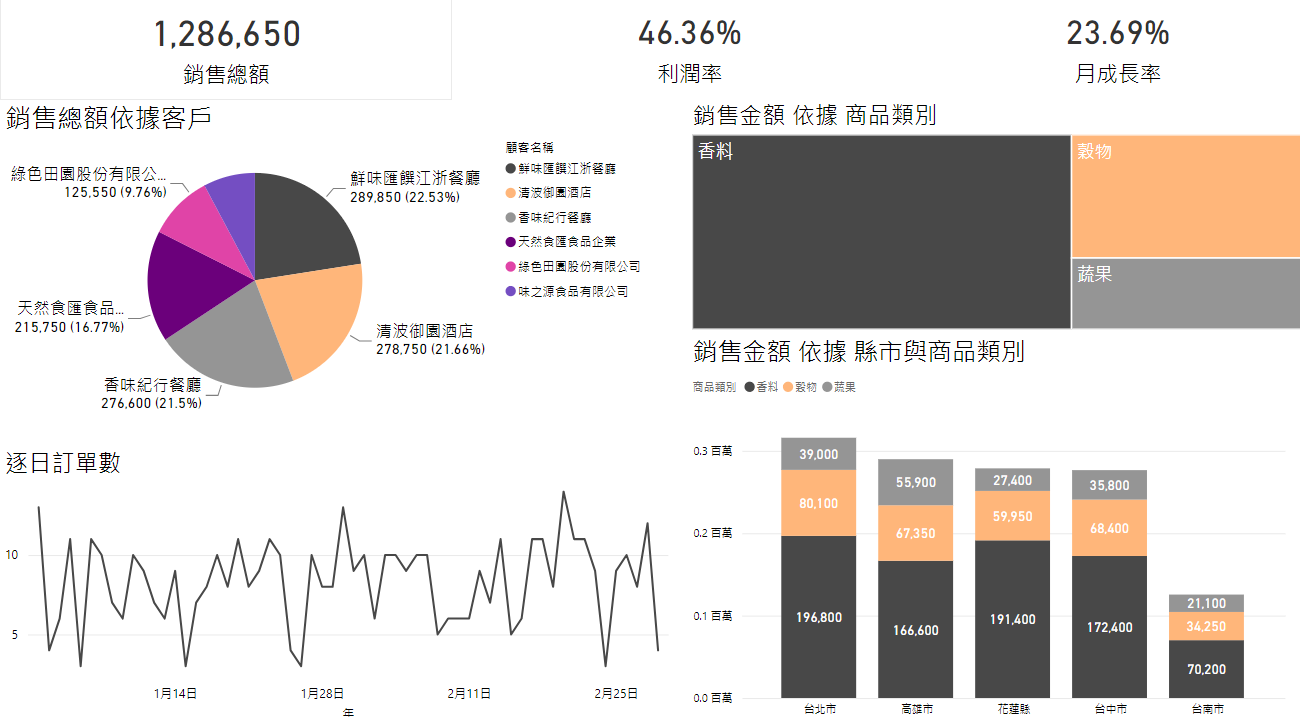 1,286,650
銷售總額
46.36%
利潤率
23.69%
月成長率
銷售總額依據客戶
綠色田園股份有限公...
125,550 (9.76%)
鮮味匯饌江浙餐廳
289,850 (22.53%)
天然食匯食品...
215,750 (16.77%)
清波御園酒店
278,750 (21.66%)
香味紀行餐廳
276,600 (21.5%)
顧客名稱
鮮味匯饌江浙餐廳
清波御園酒店
香味紀行餐廳
天然食匯食品企業
綠色田園股份有限公司
味之源食品有限公司
銷售金額 依據 商品類別
香料
穀物
蔬果
銷售金額 依據 縣市與商品類別
商品類別 香料 穀物 蔬果
0.3 百萬
0.2 百萬
0.1 百萬
0.0 百萬
39,000
80,100
196,800
55,900
67,350
166,600
27,400
59,950
191,400
35,800
68,400
172,400
21,100
34,250
70,200
台北市 高雄市 花蓮縣 台中市 台南市
逐日訂單數
10
5
1月14日 1月28日 2月11日 2月25日
年